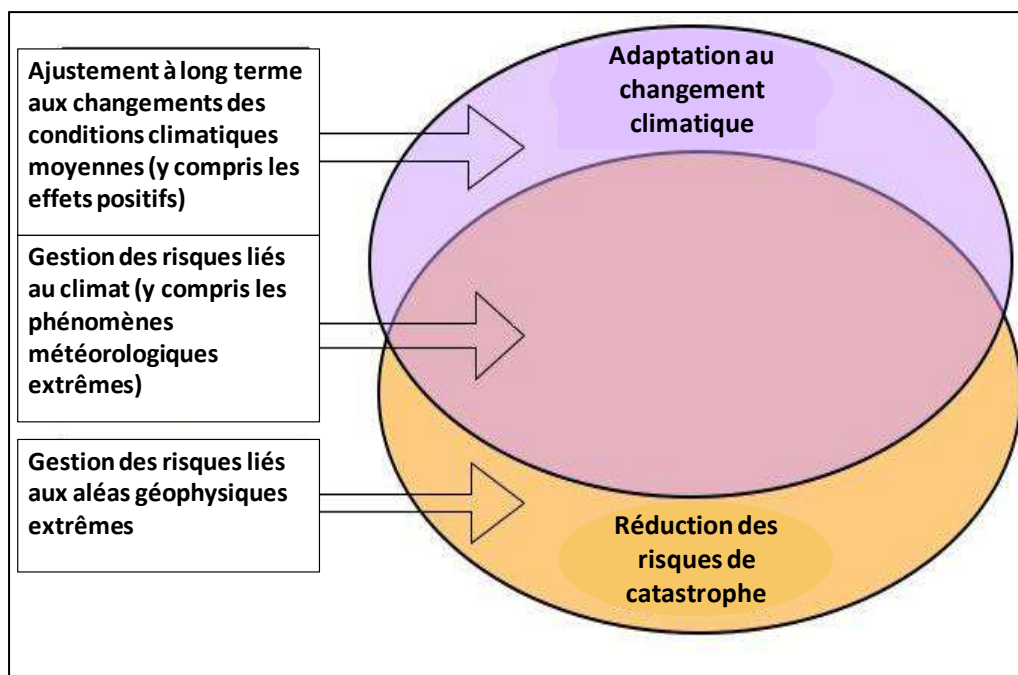 Ajustement à long terme
aux changements des
conditions climatiques
moyennes (y compris les
effets positifs)
Gestion des risques liés
au climat (y compris les
phénomènes
météorologiques
extrêmes)
Gestion des risques liés
aux aléas géophysiques
extrêmes
Adaptation au
changement
climatique
Réduction des
risques de
catastrophe